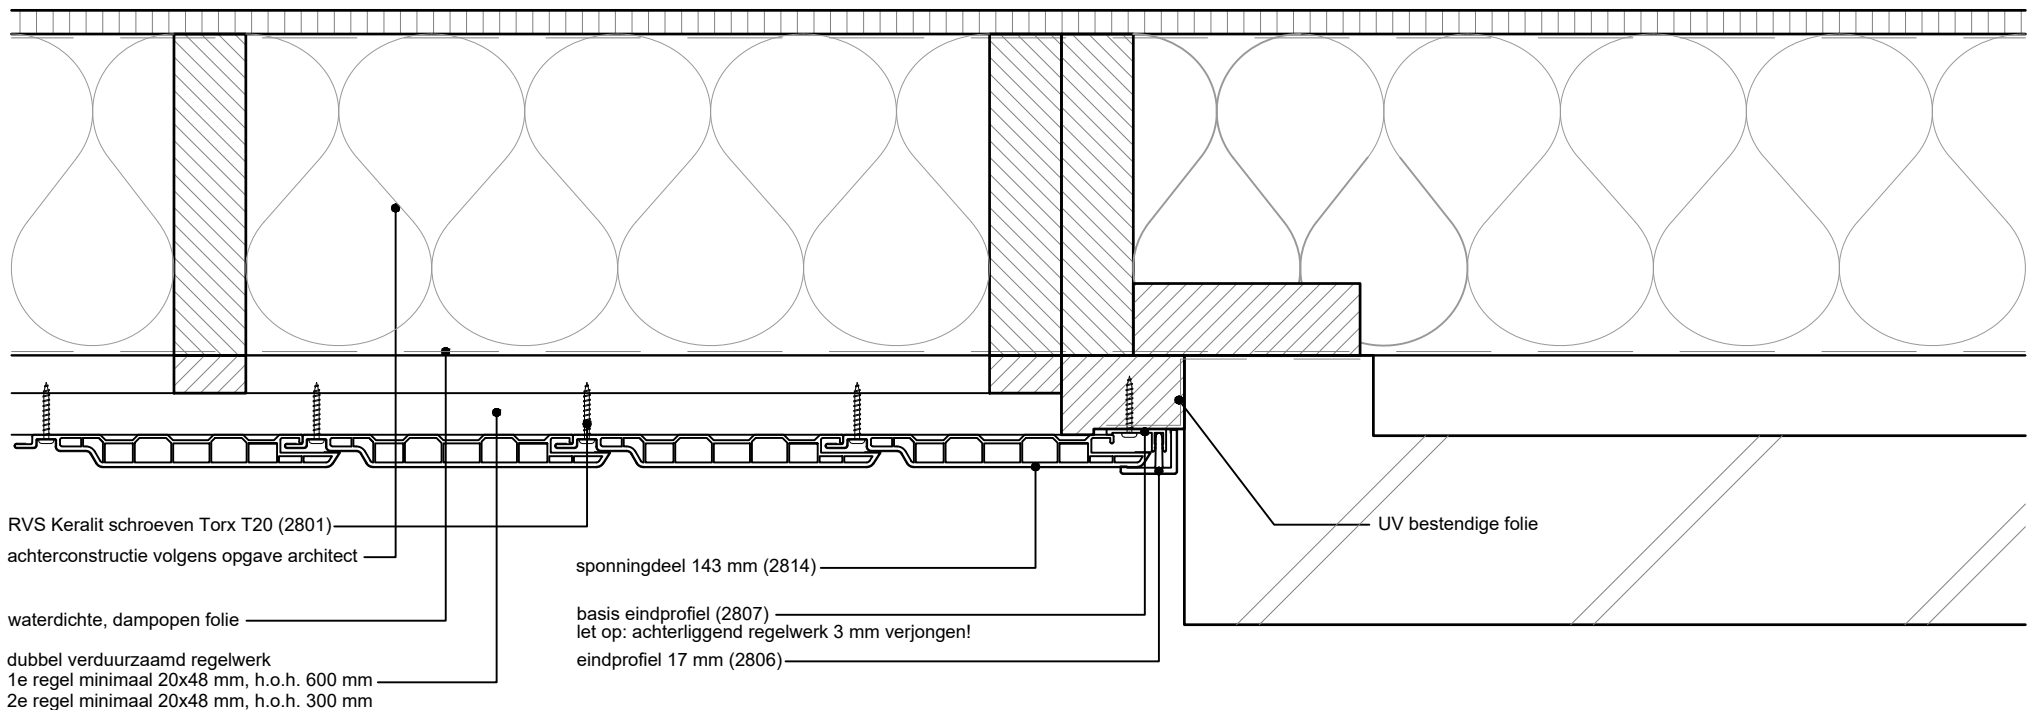 RVS Keralit schroeven Torx T20 (2801)
achterconstructie volgens opgave architect
waterdichte, dampopen folie
dubbel verduurzaamd regelwerk
1e regel minimaal 20x48 mm, h.o.h. 600 mm
2e regel minimaal 20x48 mm, h.o.h. 300 mm
sponningdeel 143 mm (2814)
basis eindprofiel (2807)
let op: achterliggend regelwerk 3 mm verjongen!
eindprofiel 17 mm (2806)
UV bestendige folie